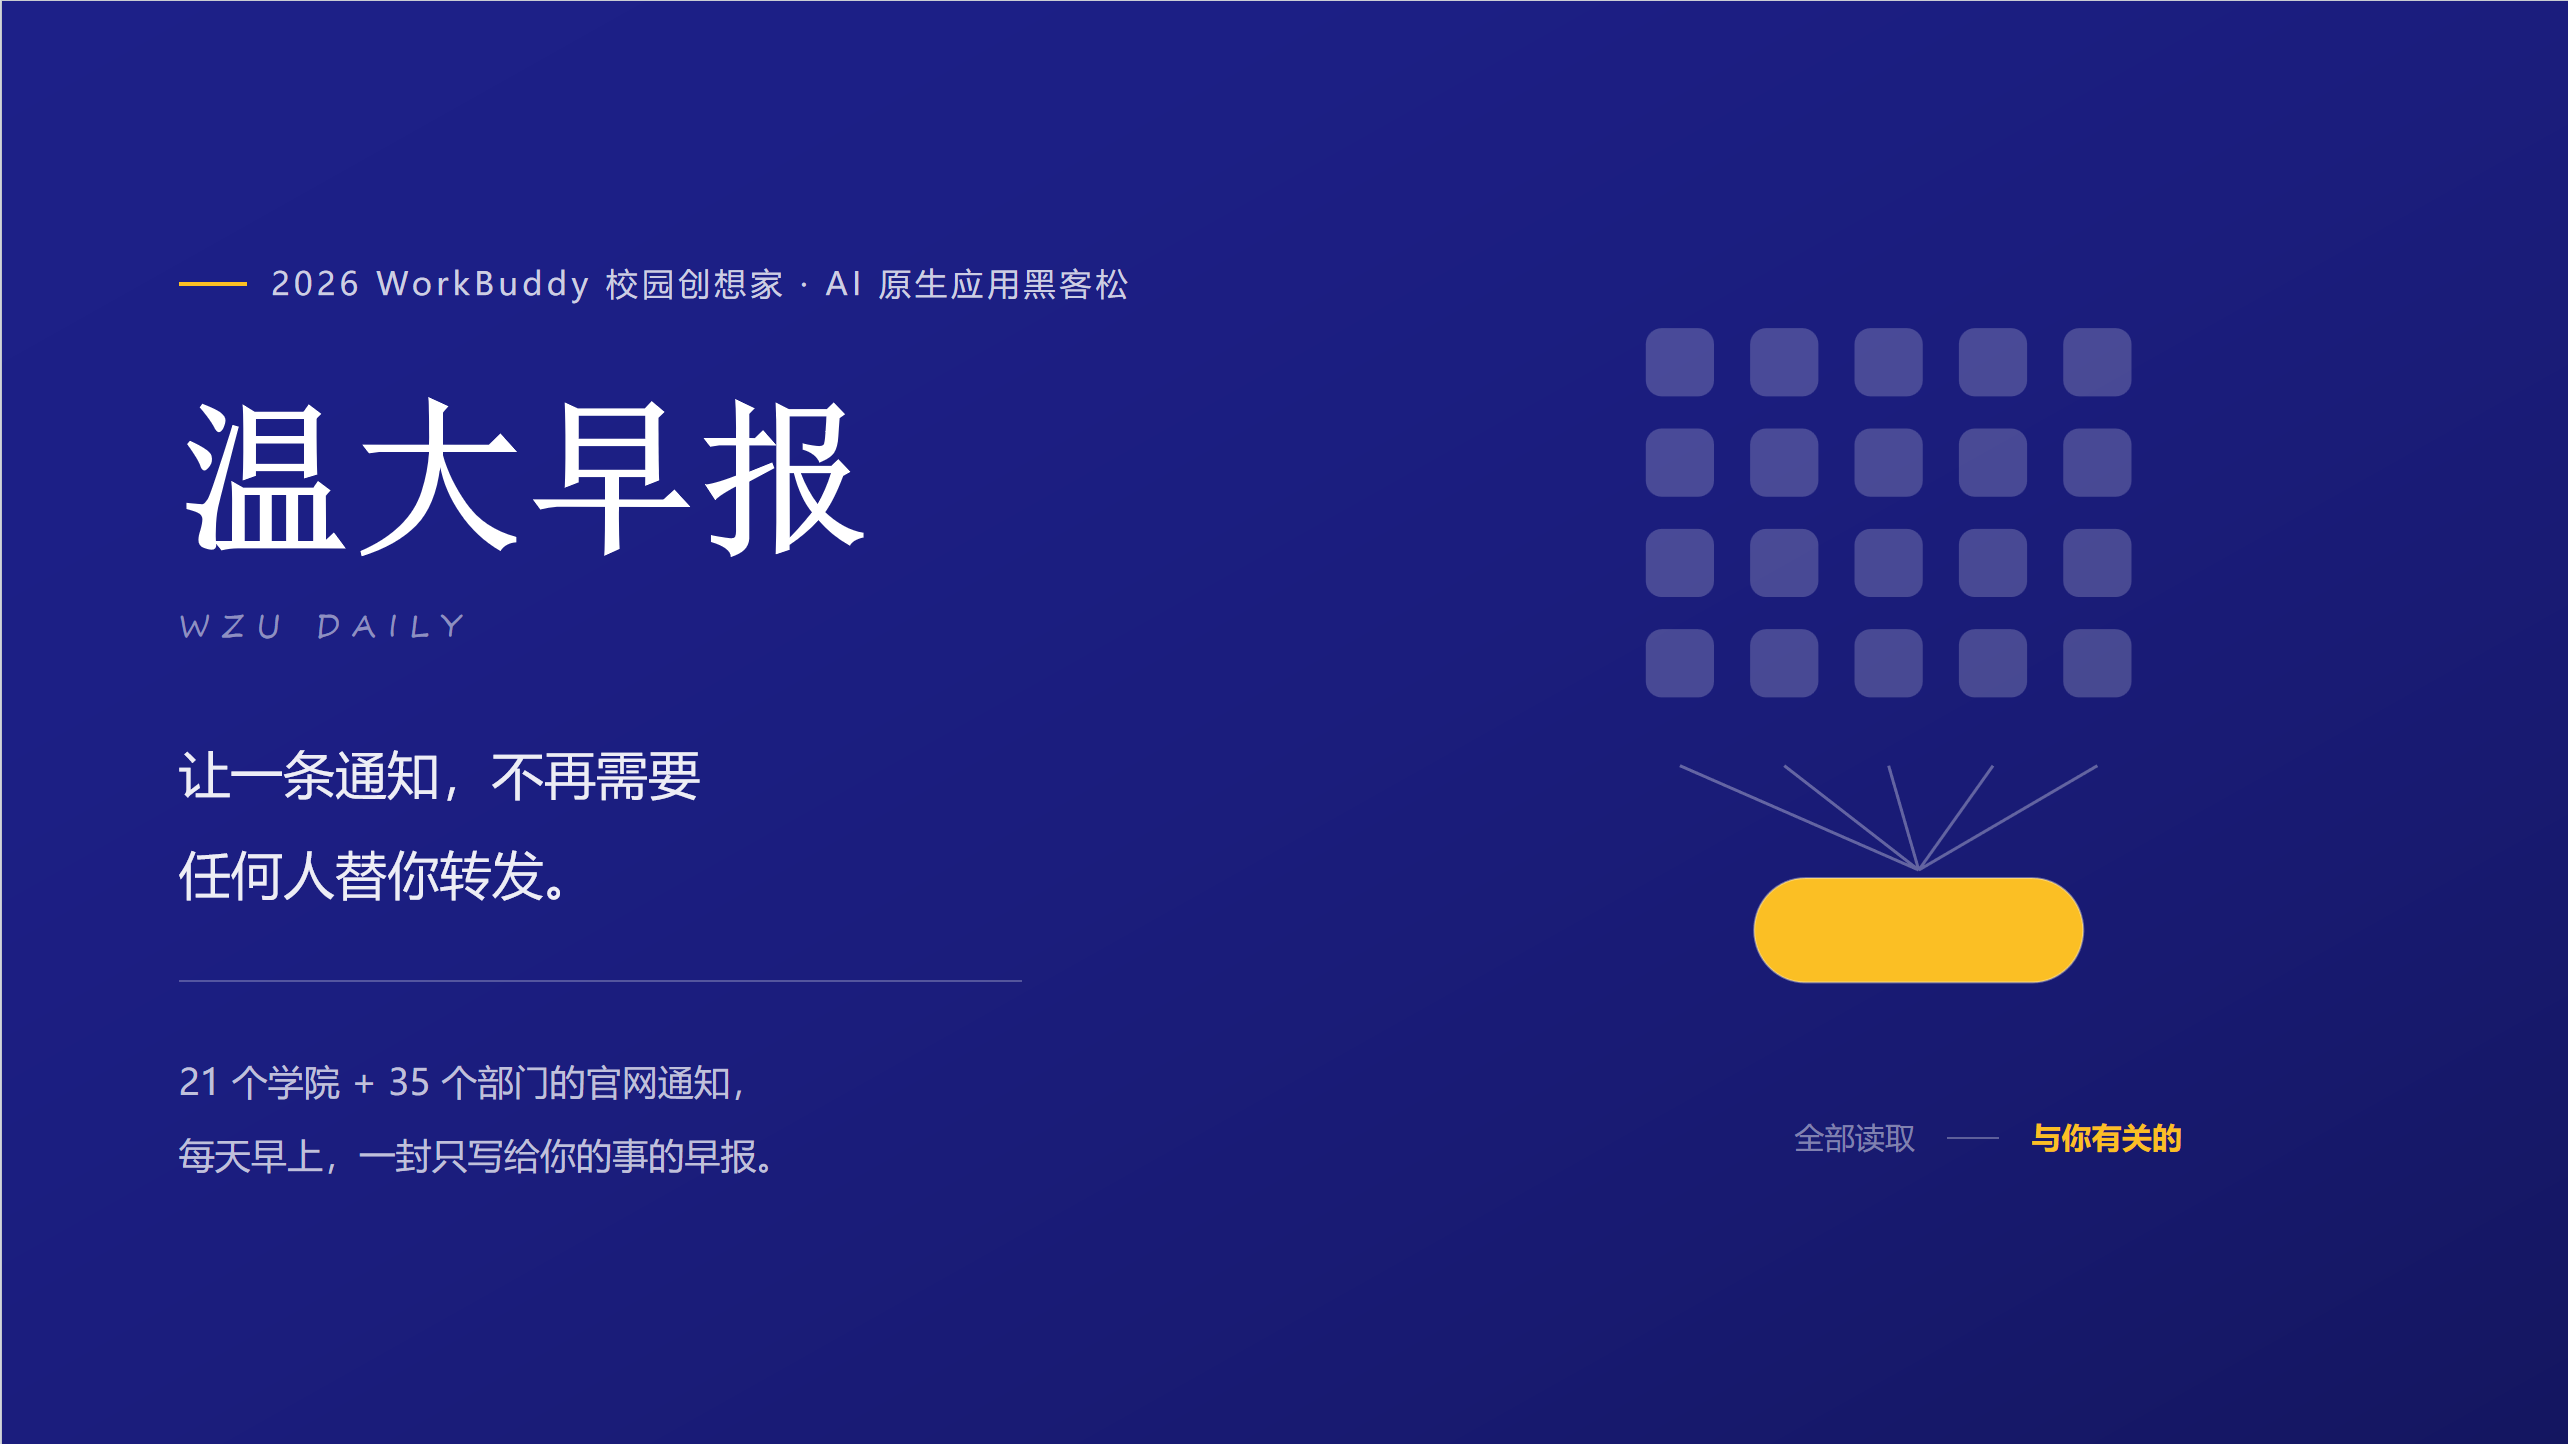 2026 WorkBuddy 校园创想家 · AI 原生应用黑客松
温大早报
WZU DAILY
让一条通知，不再需要
任何人替你转发。
21 个学院 + 35 个部门的官网通知，
每天早上，一封只写给你的事的早报。
全部读取 —— 与你有关的